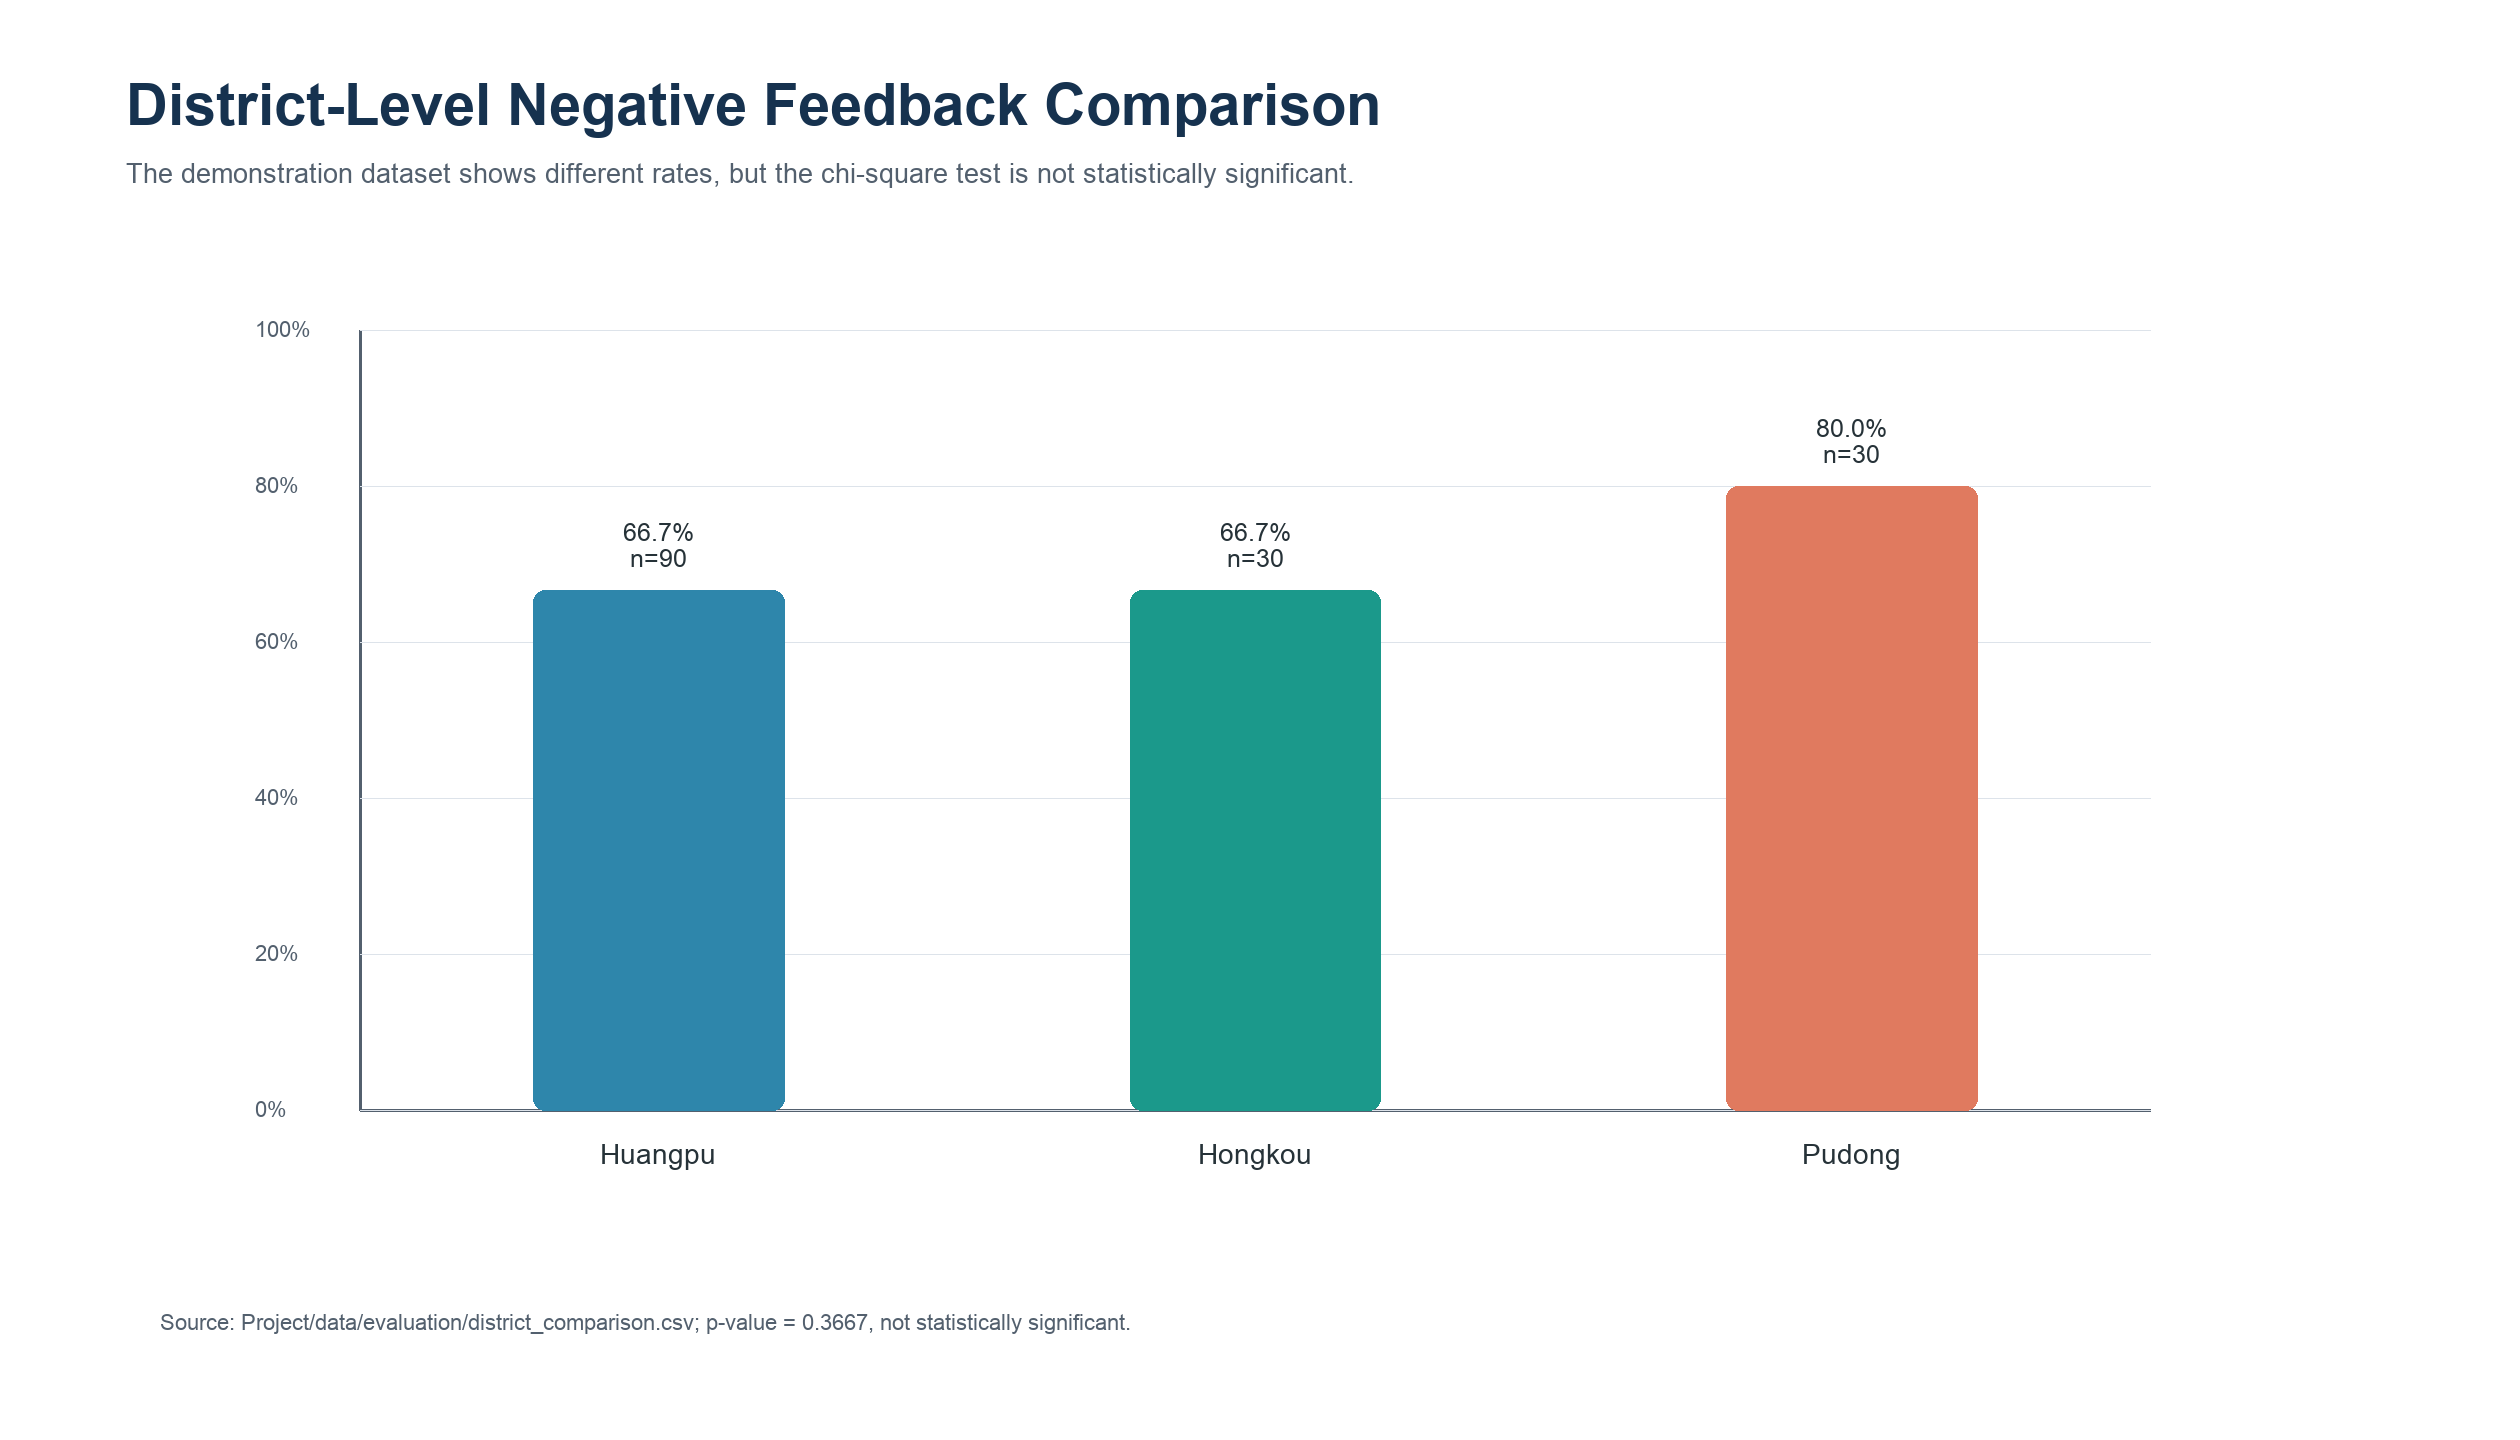 District-Level Negative Feedback Comparison
The demonstration dataset shows different rates, but the chi-square test is not statistically significant.
100%
80%
60%
40%
20%
0%
66.7%
n=90
66.7%
n=30
80.0%
n=30
Huangpu
Hongkou
Pudong
Source: Project/data/evaluation/district_comparison.csv; p-value = 0.3667, not statistically significant.